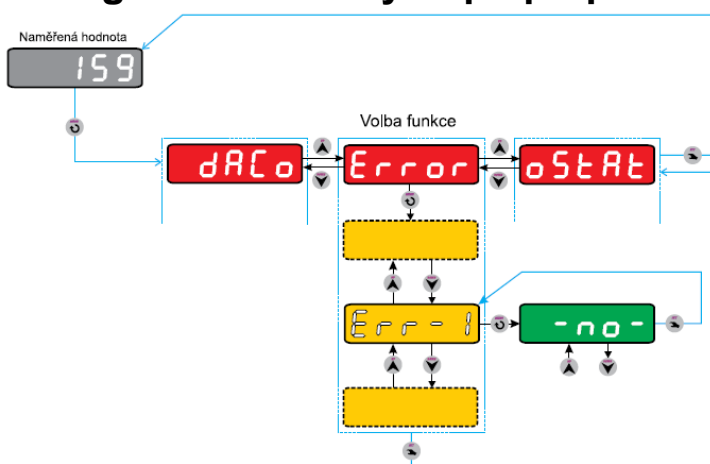 Naměřená hodnota
159
Volba funkce
dACo
Error
oStAt
Err-1
-no-